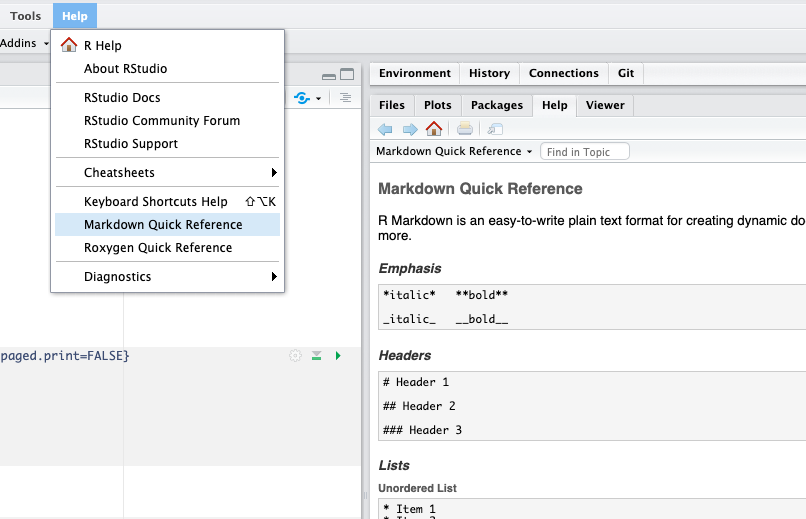 Tools Help
Addins
R Help
About RStudio
RStudio Docs
RStudio Community Forum
RStudio Support
Cheatsheets
Keyboard Shortcuts Help ⇧⌥K
Markdown Quick Reference
Roxygen Quick Reference
Diagnostics
paged.print=FALSE}
Environment History Connections Git
Files Plots Packages Help Viewer
Markdown Quick Reference Find in Topic
Markdown Quick Reference
R Markdown is an easy-to-write plain text format for creating dynamic do
more.
Emphasis
*italic* **bold**
_italic_ __bold__
Headers
# Header 1
## Header 2
### Header 3
Lists
Unordered List
* Item 1